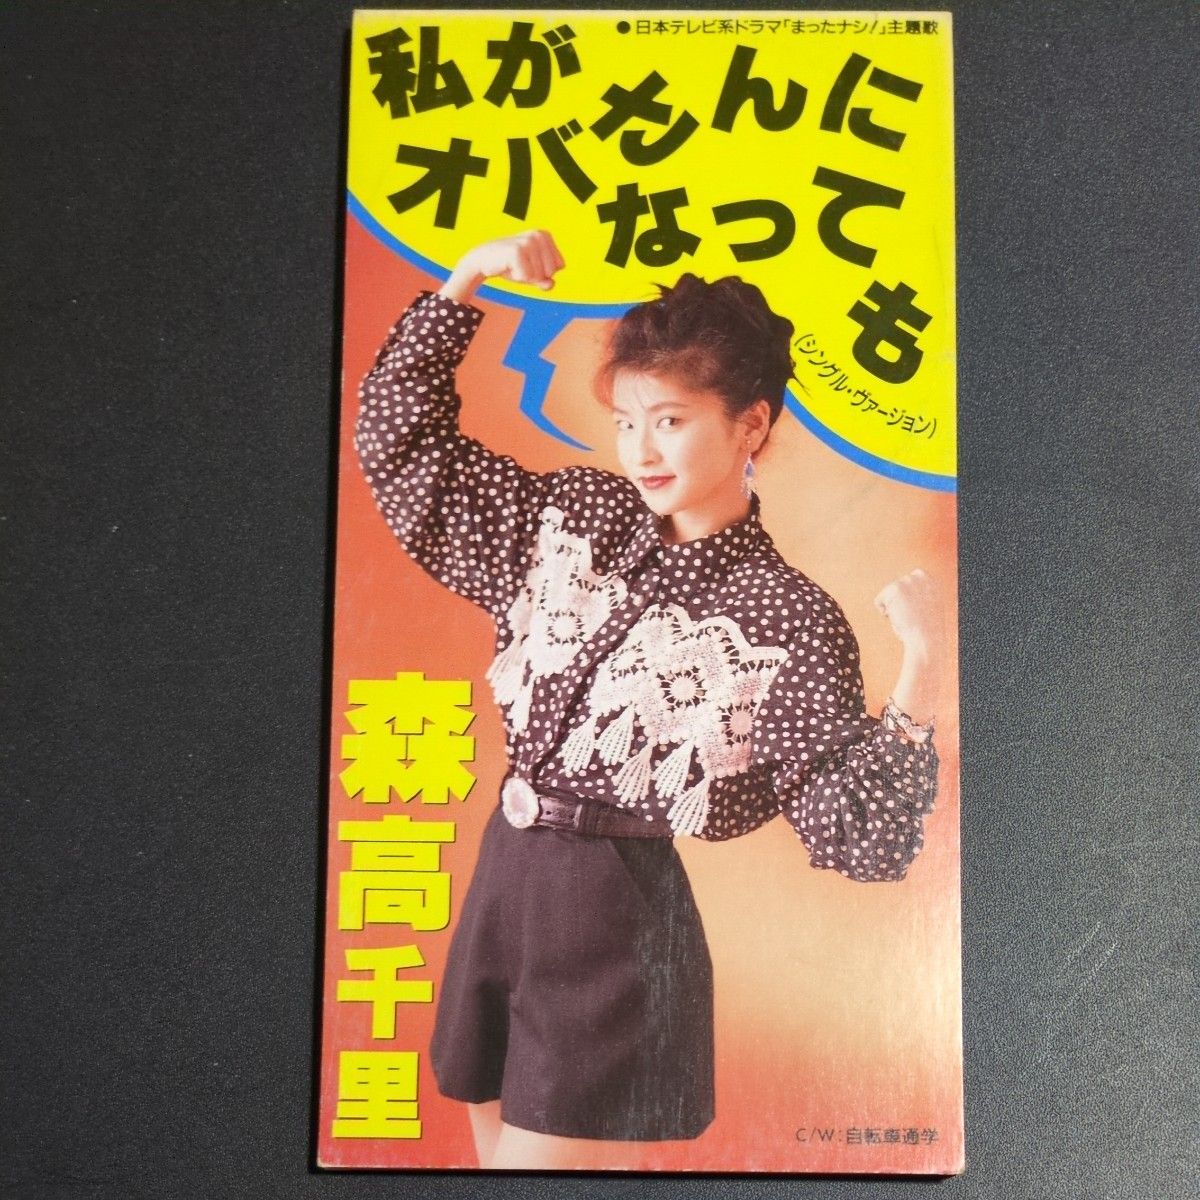 ●日本テレビ系ドラマ「まったナシ!」主題歌
私がオバさんに
なっても
(シングル・ヴァージョン)
森高千里
C/W:自転車通学